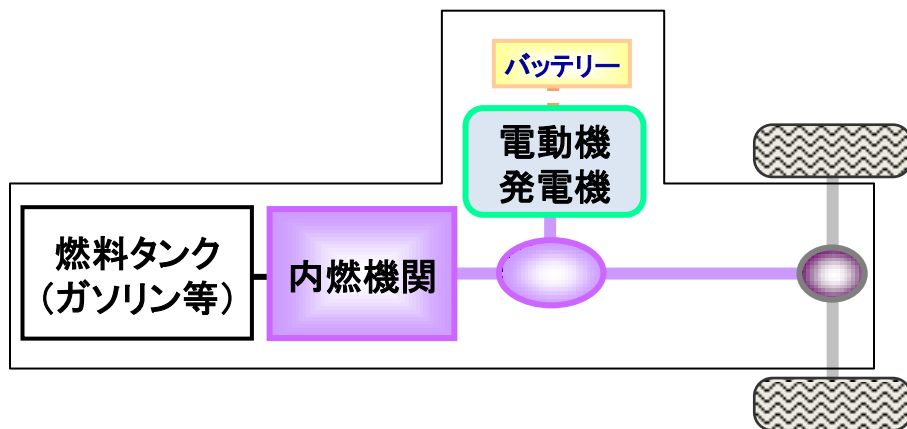 バッテリー
電動機
発電機
燃料タンク
(ガソリン等)
内燃機関